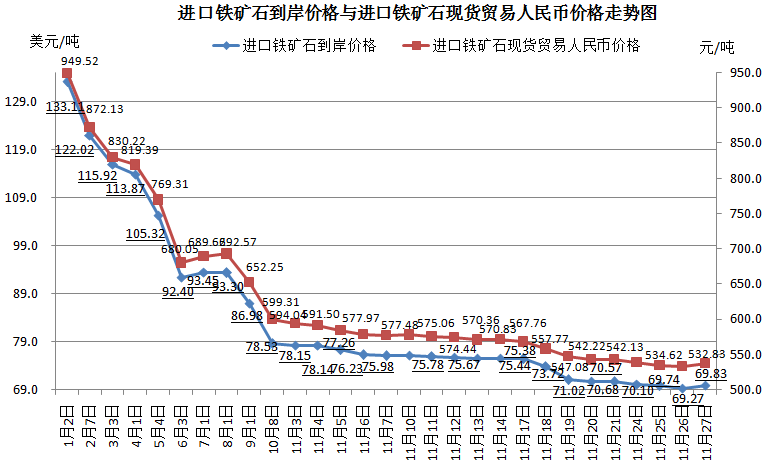 进口铁矿石到岸价格与进口铁矿石现货贸易人民币价格走势图
美元/吨
进口铁矿石到岸价格
进口铁矿石现货贸易人民币价格
元/吨
129.0
119.0
109.0
99.0
89.0
79.0
69.0
950.0
900.0
850.0
800.0
750.0
700.0
650.0
600.0
550.0
500.0
949.52
872.13
830.22
819.39
769.31
680.05
689.66
692.57
652.25
599.31
594.04
591.50
577.97
577.48
575.06
574.44
570.36
570.83
567.76
557.77
547.08
542.22
542.13
534.62
532.83
133.11
122.02
115.92
113.87
105.32
92.40
93.45
93.30
86.98
78.53
78.15
78.14
77.26
76.23
75.98
75.78
75.67
75.44
75.38
73.72
71.02
70.68
70.57
70.10
69.74
69.27
69.83
1月2日
2月7日
3月3日
4月1日
5月4日
6月3日
7月1日
8月1日
9月1日
10月8日
11月3日
11月4日
11月5日
11月6日
11月7日
11月10日
11月11日
11月12日
11月13日
11月14日
11月17日
11月18日
11月19日
11月20日
11月21日
11月24日
11月25日
11月26日
11月27日